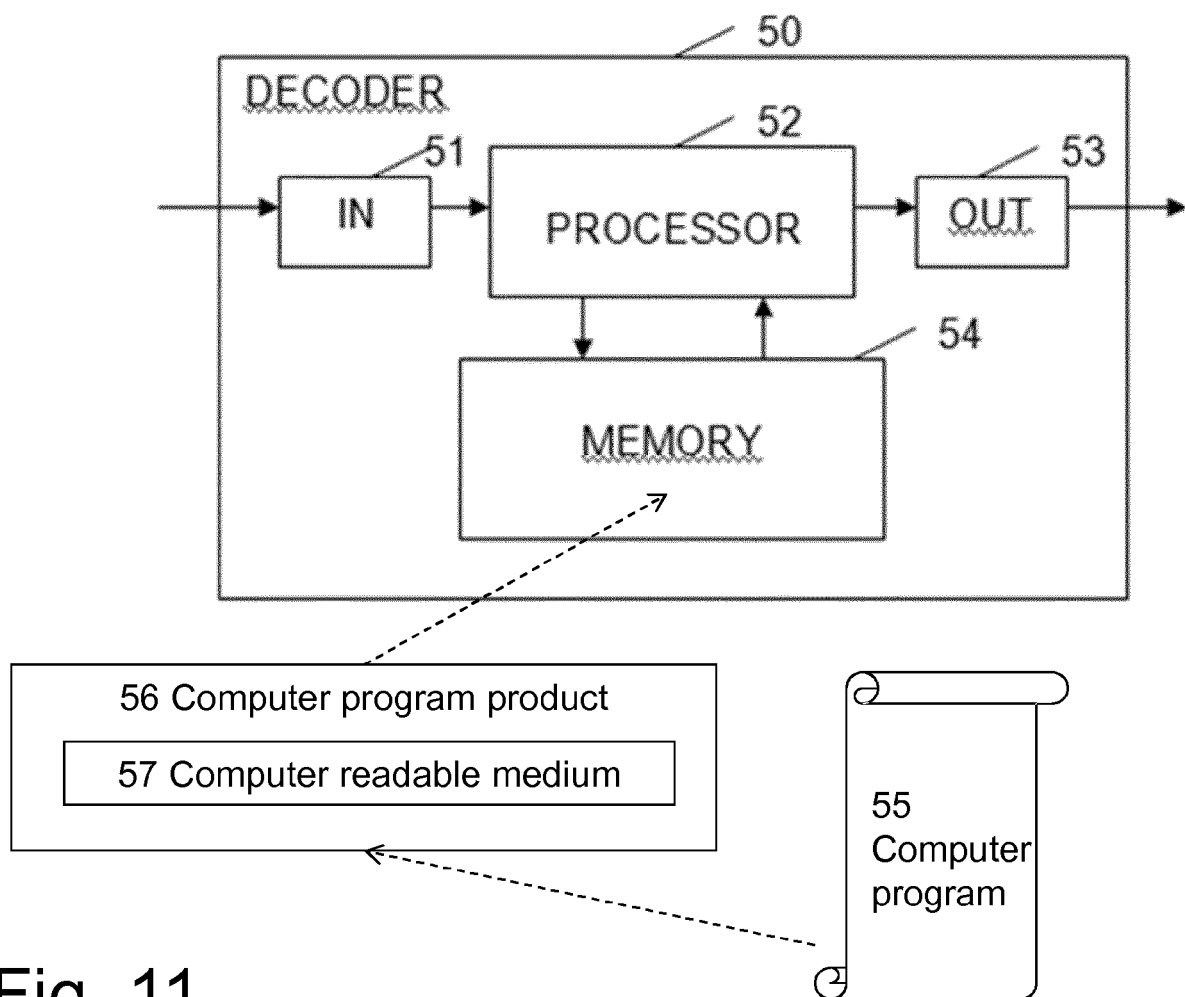 50
DECODER
51
52
53
IN
PROCESSOR
OUT
54
MEMORY
56 Computer program product
57 Computer readable medium
55
Computer
program
Fig. 11